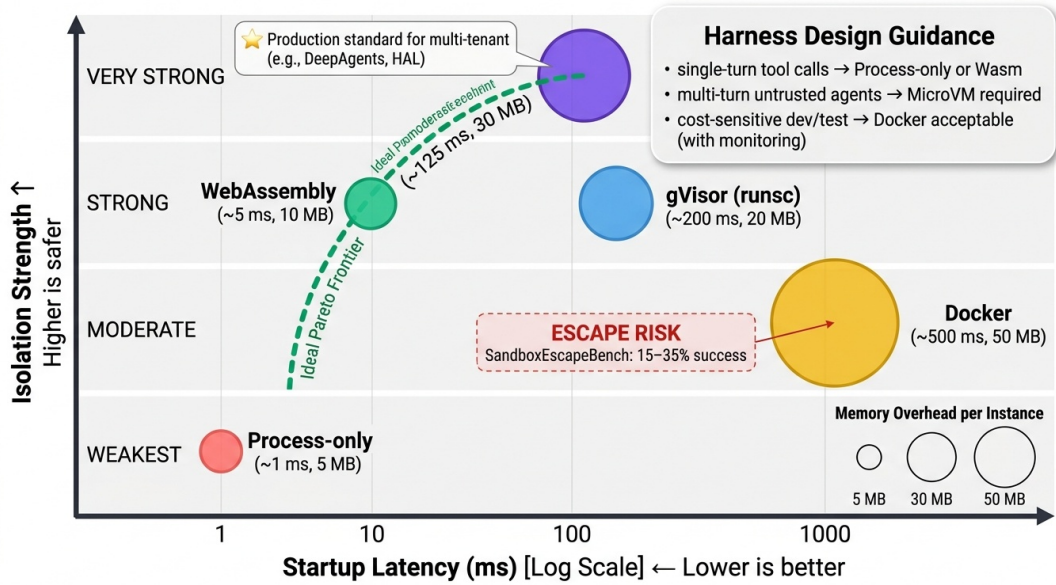 ⭐ Production standard for multi-tenant
(e.g., DeepAgents, HAL)
Harness Design Guidance
• single-turn tool calls → Process-only or Wasm
• multi-turn untrusted agents → MicroVM required
• cost-sensitive dev/test → Docker acceptable
(with monitoring)
Isolation Strength ↑
Higher is safer
VERY STRONG
STRONG
MODERATE
WEAKEST
Ideal
(~125 ms, 30 MB)
WebAssembly
(~5 ms, 10 MB)
gVisor (runsc)
(~200 ms, 20 MB)
Ideal Pareto Frontier
ESCAPE RISK
SandboxEscapeBench: 15–35% success
Docker
(~500 ms, 50 MB)
Process-only
(~1 ms, 5 MB)
Memory Overhead per Instance
5 MB
30 MB
50 MB
1
10
100
1000
Startup Latency (ms) [Log Scale] ← Lower is better